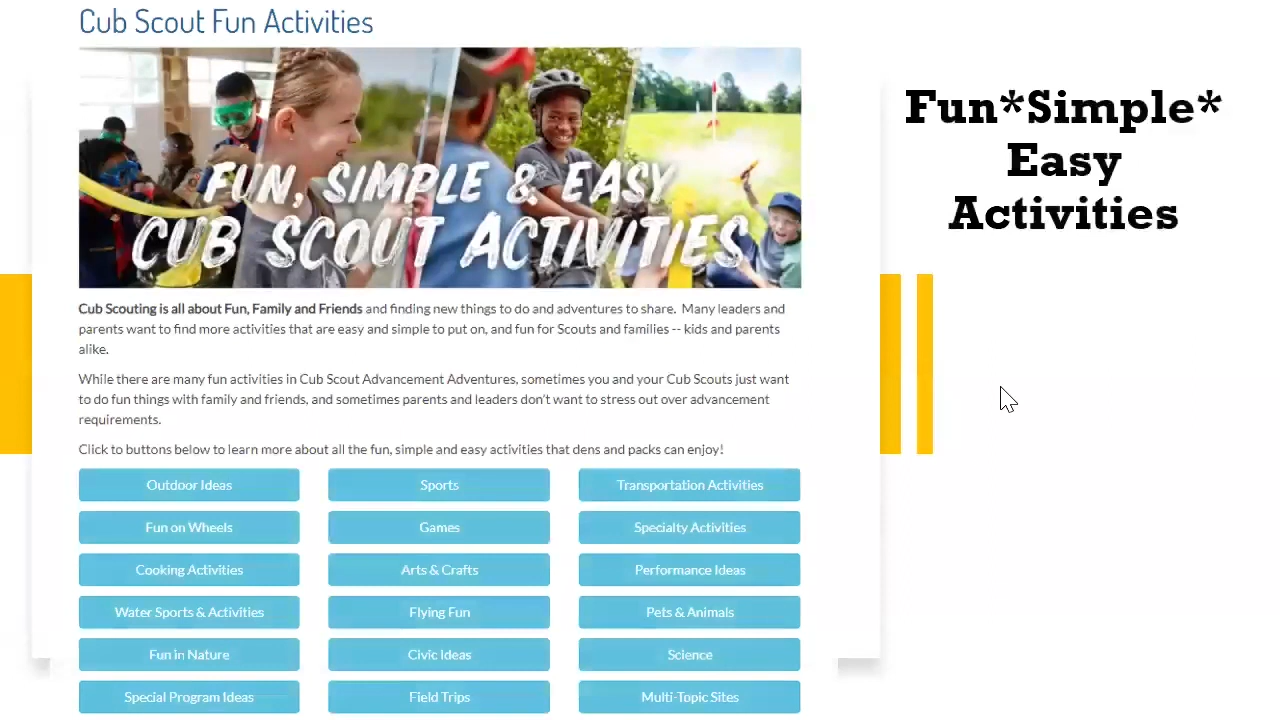 Cub Scout Fun Activities
FUN, SIMPLE & EASY
CUB SCOUT ACTIVITIES
Fun*Simple*
Easy
Activities
Cub Scouting is all about Fun, Family and Friends and finding new things to do and adventures to share. Many leaders and
parents want to find more activities that are easy and simple to put on, and fun for Scouts and families -- kids and parents
alike.
While there are many fun activities in Cub Scout Advancement Adventures, sometimes you and your Cub Scouts just want
to do fun things with family and friends, and sometimes parents and leaders don't want to stress out over advancement
requirements.
Click to buttons below to learn more about all the fun, simple and easy activities that dens and packs can enjoy!
Outdoor Ideas
Sports
Transportation Activities
Fun on Wheels
Games
Specialty Activities
Cooking Activities
Arts & Crafts
Performance Ideas
Water Sports & Activities
Flying Fun
Pets & Animals
Fun in Nature
Civic Ideas
Science
Special Program Ideas
Field Trips
Multi-Topic Sites